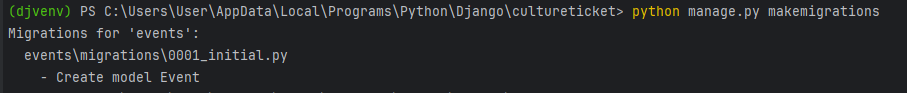 (djvenv) PS C:\Users\User\AppData\Local\Programs\Python\Django\cultureticket> python manage.py makemigrations
Migrations for 'events':
  events\migrations\0001_initial.py
    - Create model Event